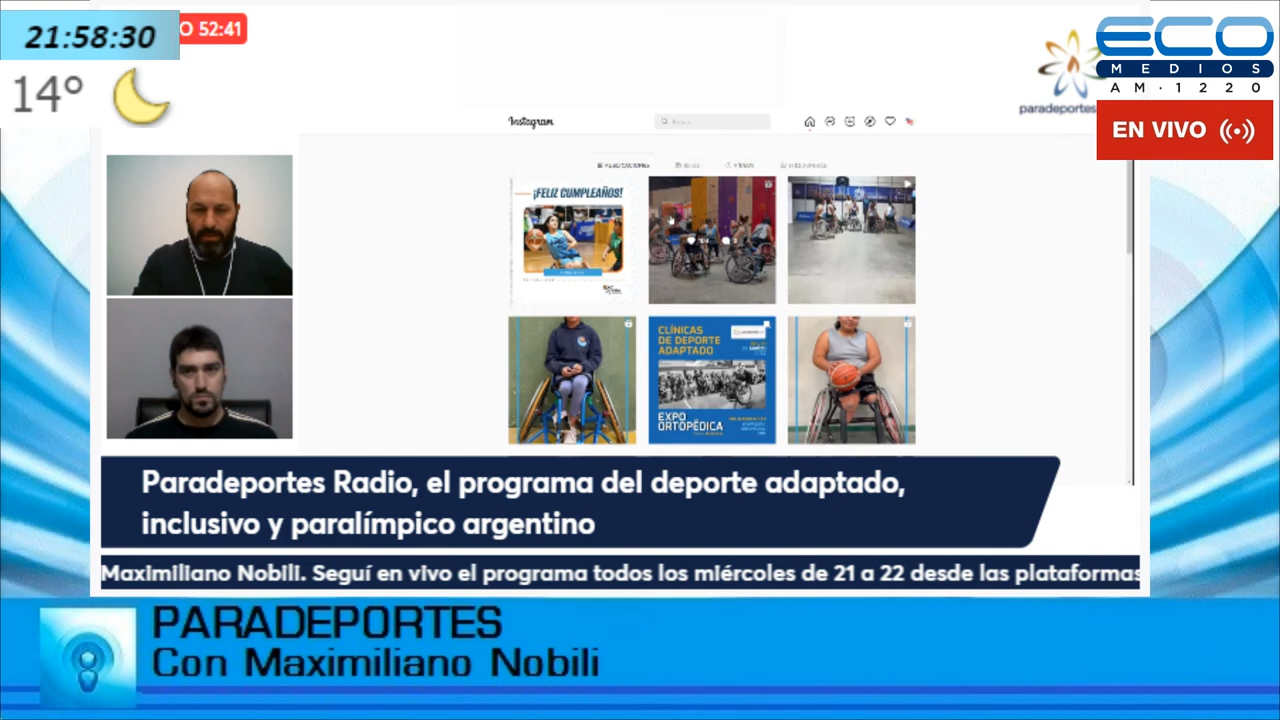 21:58:30
O 52:41
14°
paradeportes
ECO
MEDIOS
AM·1220
EN VIVO
Instagram
¡FELIZ CUMPLEAÑOS!
CLÍNICAS
DE DEPORTE
ADAPTADO
EXPO
ORTOPÉDICA
Paradeportes Radio, el programa del deporte adaptado,
inclusivo y paralímpico argentino
Maximiliano Nobili. Seguí en vivo el programa todos los miércoles de 21 a 22 desde las plataformas
PARADEPORTES
Con Maximiliano Nobili